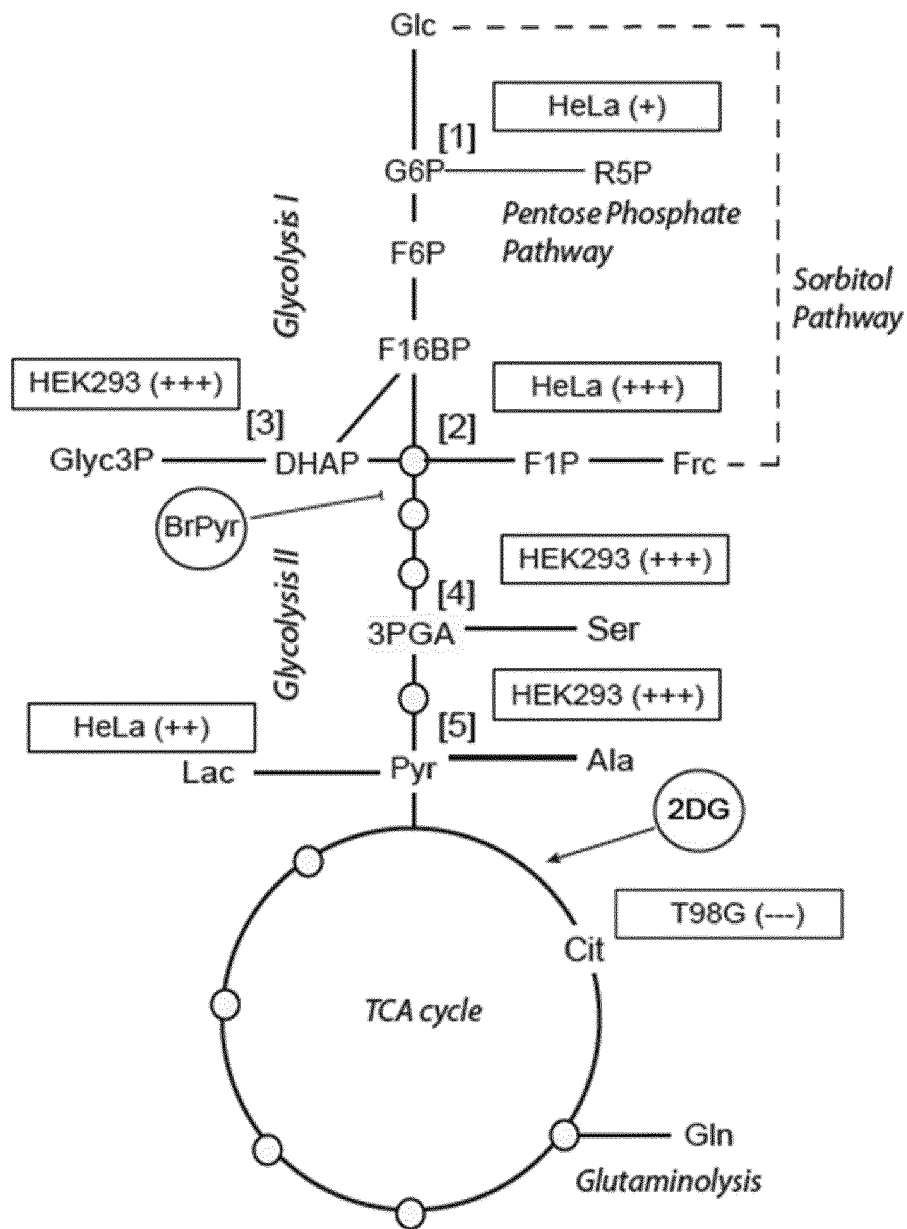 Glc
HeLa (+)
[1]
G6P
R5P
Pentose Phosphate
Pathway
Glycolysis I
F6P
Sorbitol
Pathway
F16BP
HEK293 (+++)
HeLa (+++)
[3]
[2]
Glyc3P
DHAP
F1P
Frc
BrPyr
Glycolysis II
HEK293 (+++)
[4]
3PGA
Ser
HEK293 (+++)
HeLa (++)
[5]
Lac
Pyr
Ala
2DG
T98G (---)
Cit
TCA cycle
Gln
Glutaminolysis